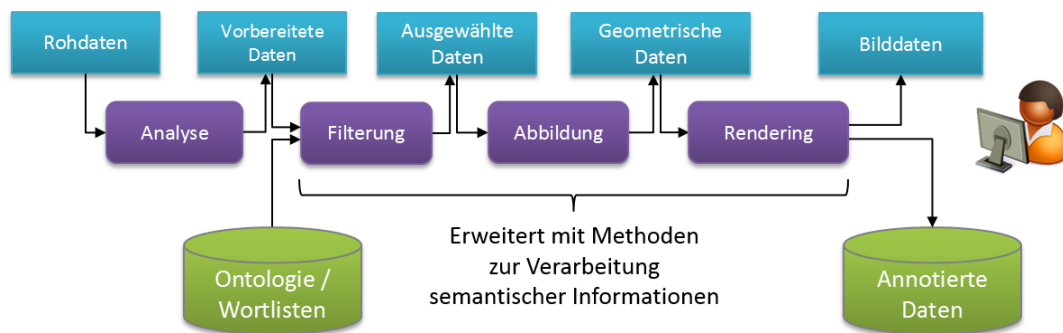 Rohdaten
Vorbereitete
Daten
Ausgewählte
Daten
Geometrische
Daten
Bilddaten
Analyse
Filterung
Abbildung
Rendering
Ontologie /
Wortlisten
Erweitert mit Methoden
zur Verarbeitung
semantischer Informationen
Annotierte
Daten